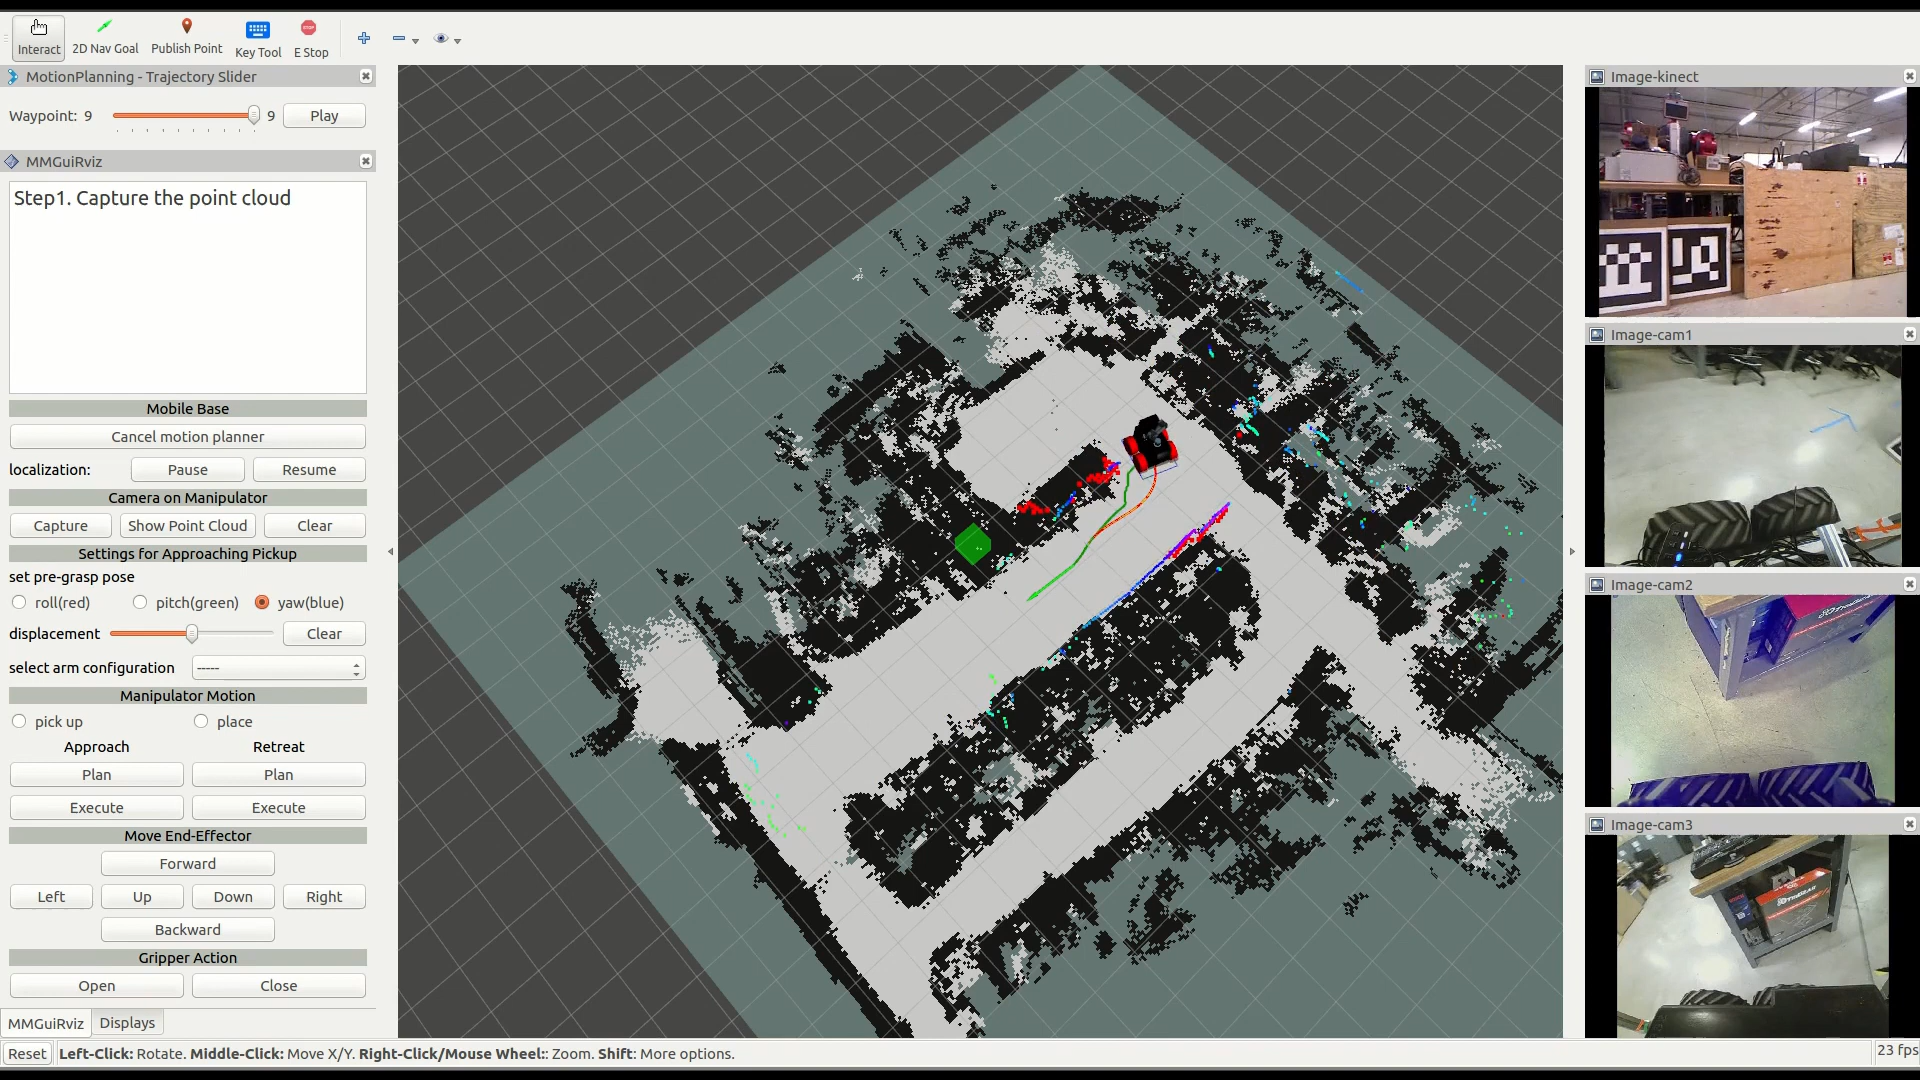 Interact
2D Nav Goal
Publish Point
Key Tool
E Stop
MotionPlanning - Trajectory Slider
Waypoint: 9 9 Play
MMGuiRviz
Step1. Capture the point cloud
Mobile Base
Cancel motion planner
localization: Pause Resume
Camera on Manipulator
Capture Show Point Cloud Clear
Settings for Approaching Pickup
set pre-grasp pose
roll(red) pitch(green) yaw(blue)
displacement Clear
select arm configuration -----
Manipulator Motion
pick up place
Approach Retreat
Plan Plan
Execute Execute
Move End-Effector
Forward
Left Up Down Right
Backward
Gripper Action
Open Close
MMGuiRviz Displays
Reset Left-Click: Rotate. Middle-Click: Move X/Y. Right-Click/Mouse Wheel:: Zoom. Shift: More options.
23 fps
Image-kinect
Image-cam1
Image-cam2
Image-cam3